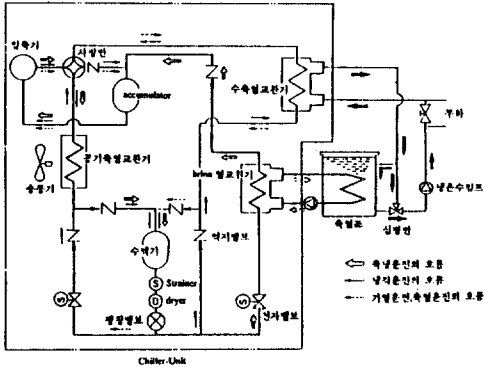 압축기
사방변
accumulator
수측열교환기
부하
공기측열교환기
송풍기
brine 열교환기
냉온수펌프
축열조
삼방변
수액기
역지밸브
S
Strainer
D
dryer
S
S
팽창밸브
전자밸브
축냉운전의 흐름
냉각운전의 흐름
가열운전,축열운전의 흐름
Chiller-Unit